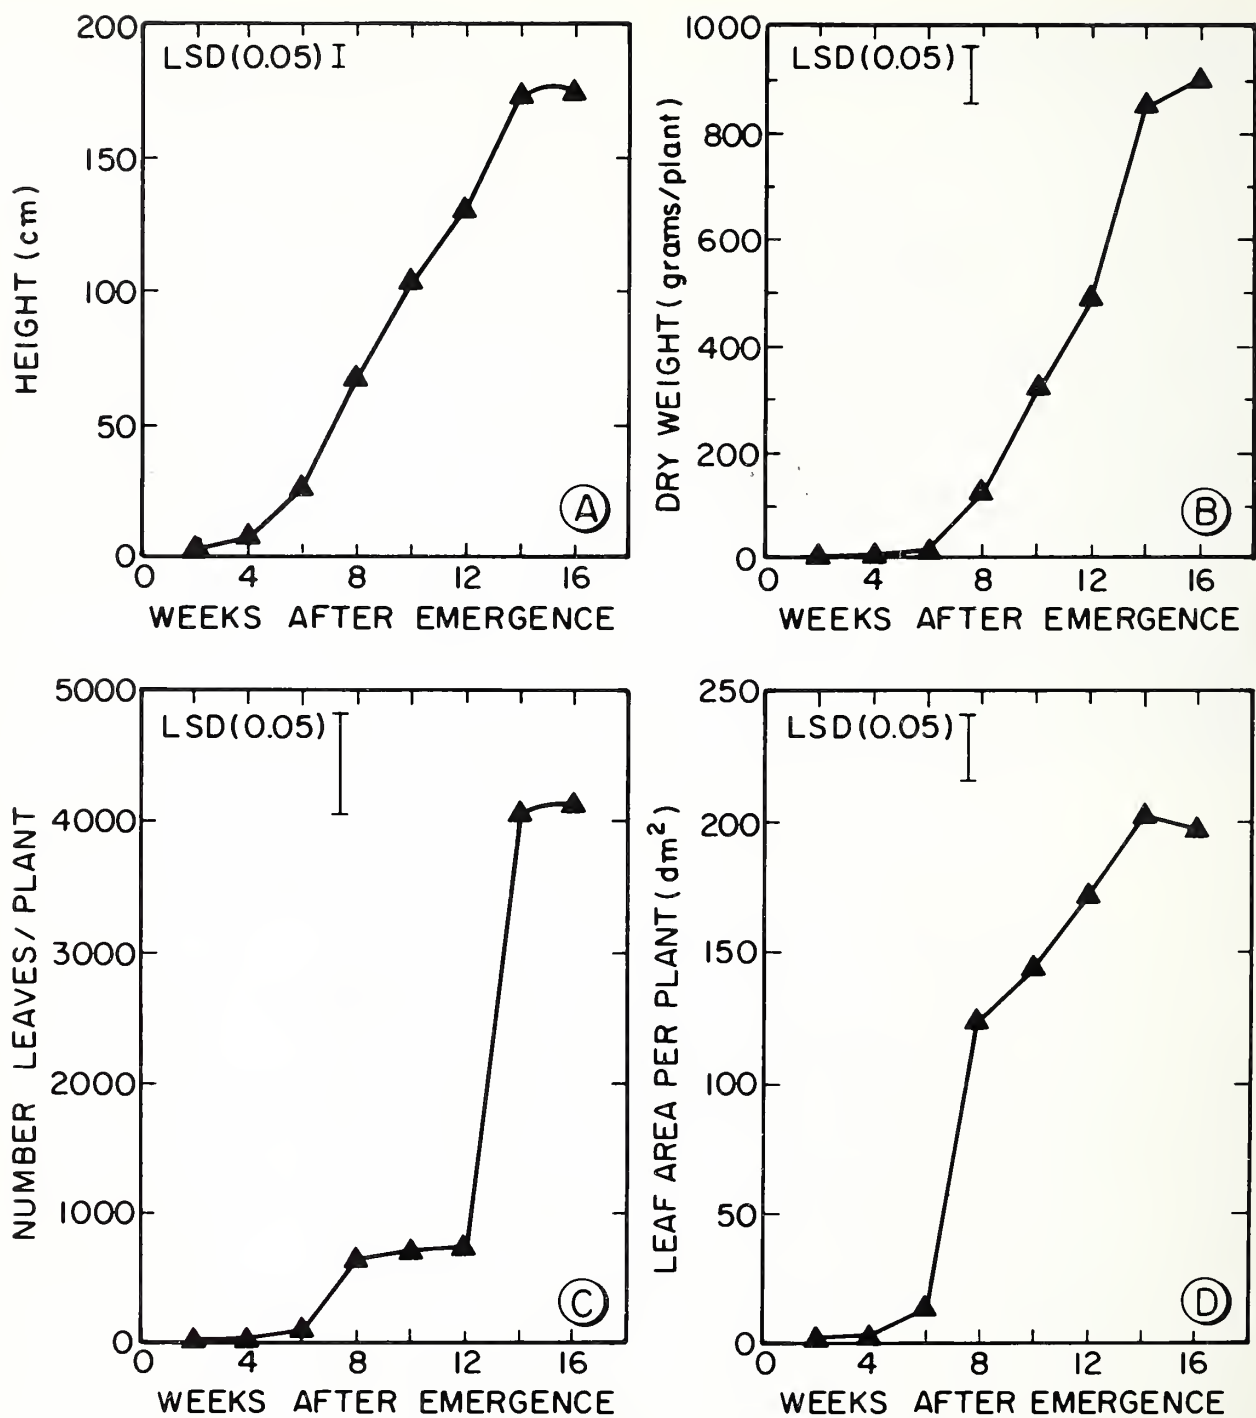 200
150
100
50
0
HEIGHT (cm)
LSD(0.05)
A
0 4 8 12 16
WEEKS AFTER EMERGENCE
1000
800
600
400
200
0
DRY WEIGHT (grams/plant)
LSD(0.05)
B
0 4 8 12 16
WEEKS AFTER EMERGENCE
5000
4000
3000
2000
1000
0
NUMBER LEAVES/PLANT
LSD(0.05)
C
0 4 8 12 16
WEEKS AFTER EMERGENCE
250
200
150
100
50
0
LEAF AREA PER PLANT (dm²)
LSD(0.05)
D
0 4 8 12 16
WEEKS AFTER EMERGENCE